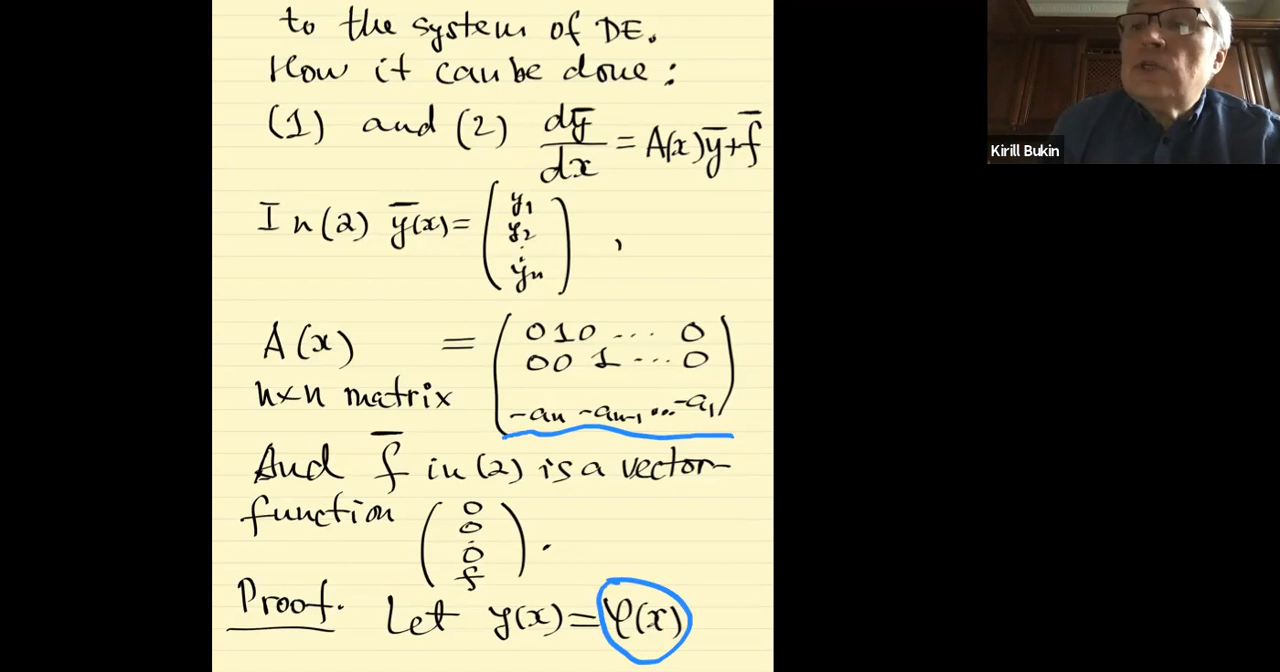 to the system of DE.
How it can be done:
(1) and (2) dȳ/dx = A(x)ȳ+f̄
In (2) ȳ(x)= (y1 y2 ⋮ yn) ,
A(x) = (0 1 0 ... 0
0 0 1 ... 0
n×n matrix
-an -an-1 ... -a1)
And f̄ in (2) is a vector-
function (0 0 ⋮ 0 f) .
Proof. Let y(x)=φ(x)
Kirill Bukin